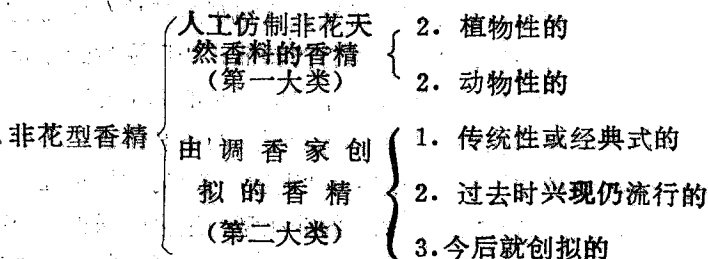 人工仿制非花天
然香料的香精
(第一大类)
2. 植物性的
2. 动物性的
非花型香精
由调香家创
拟的香精
(第二大类)
1. 传统性或经典式的
2. 过去时兴现仍流行的
3.今后就创拟的